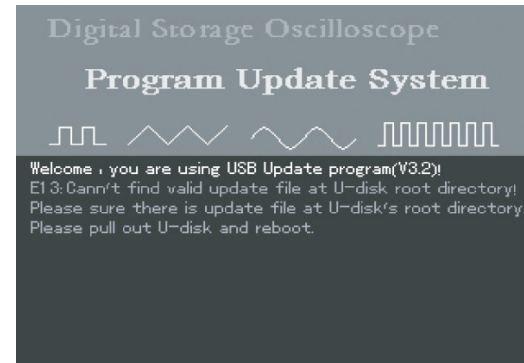 Digital Storage Oscilloscope
Program Update System
Welcome , you are using USB Update program(V3.2)!
E13:Cann't find valid update file at U-disk root directory!
Please sure there is update file at U-disk's root directory
Please pull out U-disk and reboot.